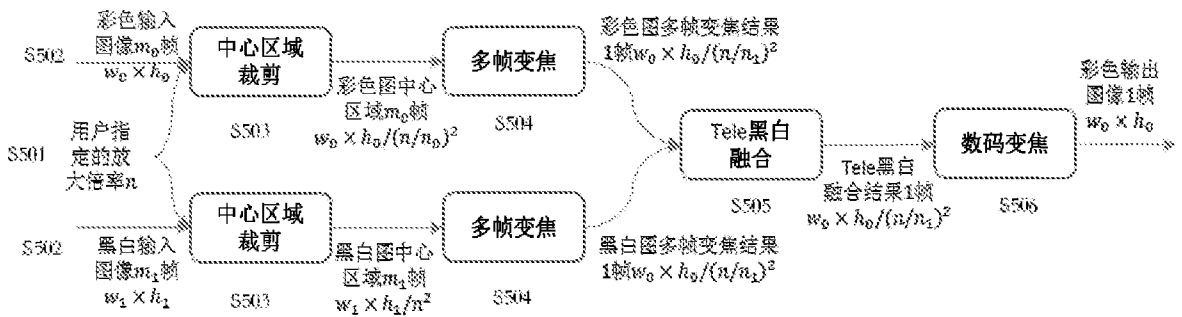 S502
彩色输入
图像m₀帧
w₀ × h₀
中心区域
裁剪
S503
彩色图中心
区域m₀帧
w₀ × h₀/(n/n₀)²
多帧变焦
S504
彩色图多帧变焦结果
1帧w₀ × h₀/(n/n₁)²
S501
用户指
定的放
大倍率n
S502
黑白输入
图像m₁帧
w₁ × h₁
中心区域
裁剪
S503
黑白图中心
区域m₁帧
w₁ × h₁/n²
多帧变焦
S504
黑白图多帧变焦结果
1帧w₀ × h₀/(n/n₁)²
Tele黑白
融合
S505
Tele黑白
融合结果1帧
w₀ × h₀/(n/n₁)²
数码变焦
S506
彩色输出
图像1帧
w₀ × h₀